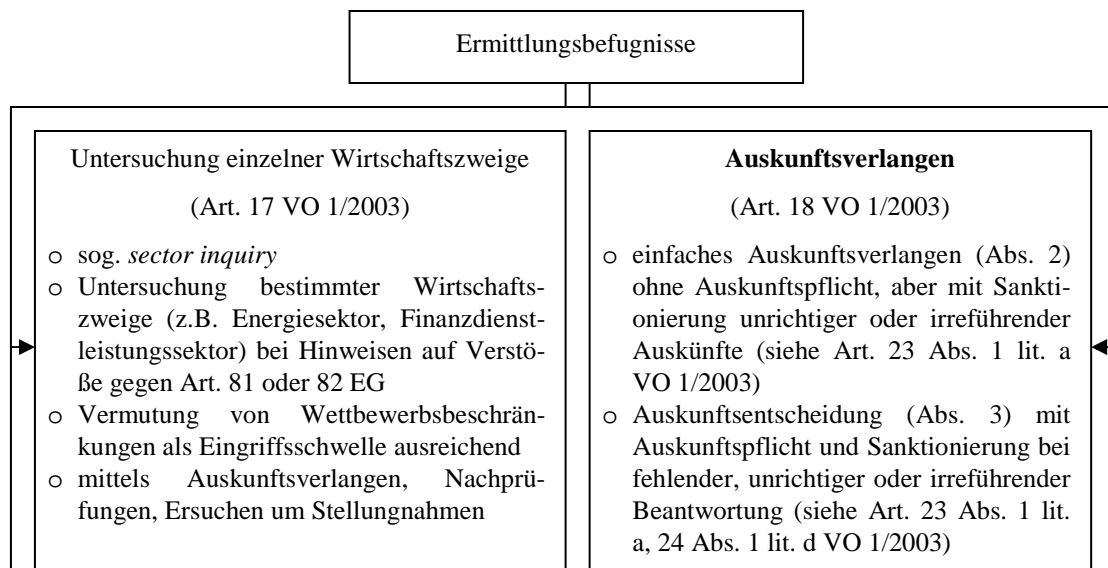 Ermittlungsbefugnisse
Untersuchung einzelner Wirtschaftszweige
(Art. 17 VO 1/2003)
o sog. sector inquiry
o Untersuchung bestimmter Wirtschafts-
zweige (z.B. Energiesektor, Finanzdienst-
leistungssektor) bei Hinweisen auf Verstö-
ße gegen Art. 81 oder 82 EG
o Vermutung von Wettbewerbsbeschrän-
kungen als Eingriffsschwelle ausreichend
o mittels Auskunftsverlangen, Nachprü-
fungen, Ersuchen um Stellungnahmen
Auskunftsverlangen
(Art. 18 VO 1/2003)
o einfaches Auskunftsverlangen (Abs. 2)
ohne Auskunftspflicht, aber mit Sankti-
onierung unrichtiger oder irreführender
Auskünfte (siehe Art. 23 Abs. 1 lit. a
VO 1/2003)
o Auskunftsentscheidung (Abs. 3) mit
Auskunftspflicht und Sanktionierung bei
fehlender, unrichtiger oder irreführender
Beantwortung (siehe Art. 23 Abs. 1 lit.
a, 24 Abs. 1 lit. d VO 1/2003)